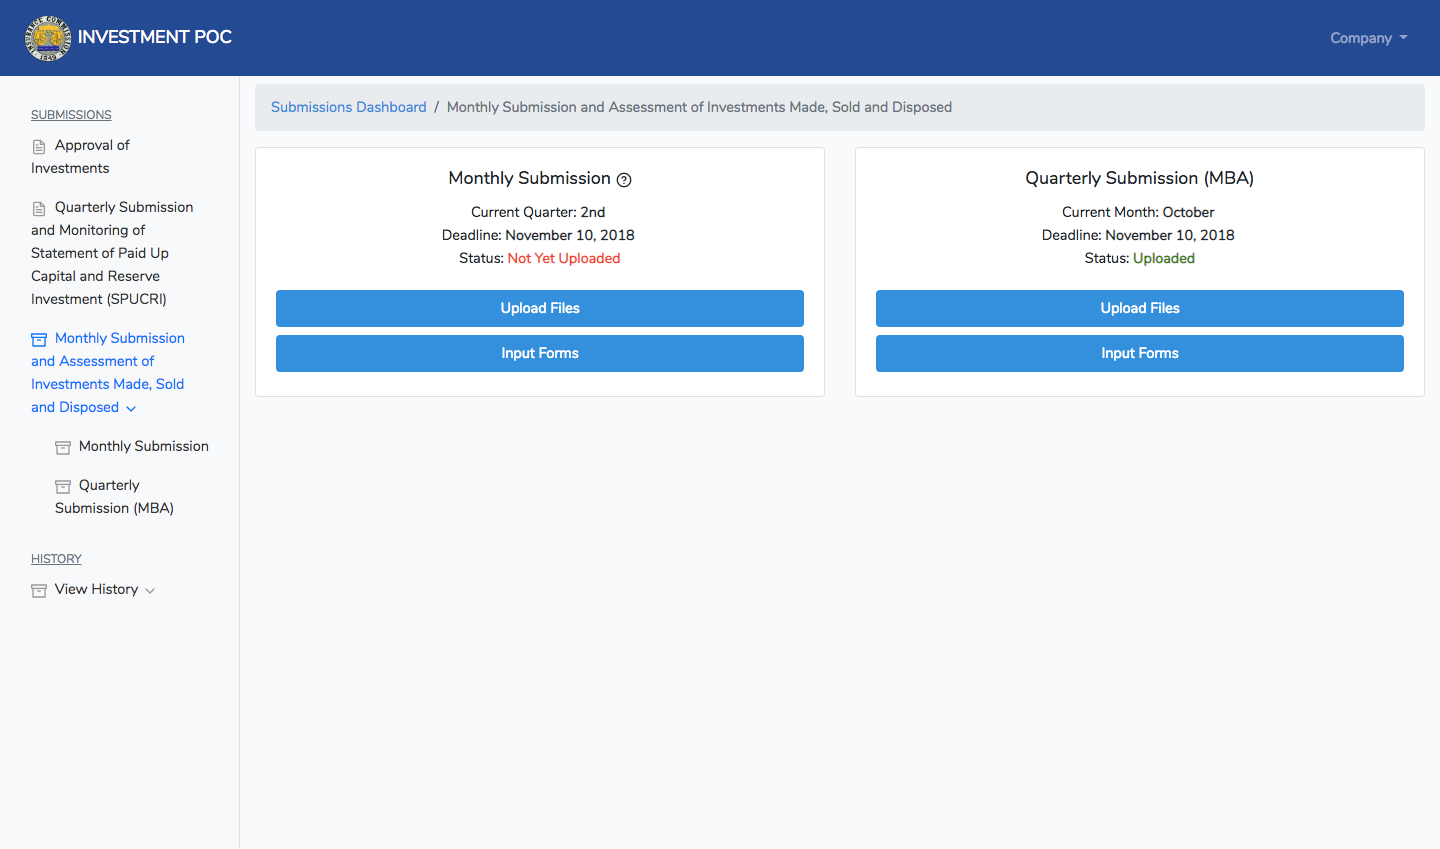 INSURANCE COMMISSION
1949
INVESTMENT POC
Company
SUBMISSIONS
Approval of
Investments
Quarterly Submission
and Monitoring of
Statement of Paid Up
Capital and Reserve
Investment (SPUCRI)
Monthly Submission
and Assessment of
Investments Made, Sold
and Disposed
Monthly Submission
Quarterly
Submission (MBA)
HISTORY
View History
Submissions Dashboard / Monthly Submission and Assessment of Investments Made, Sold and Disposed
Monthly Submission
Current Quarter: 2nd
Deadline: November 10, 2018
Status: Not Yet Uploaded
Upload Files
Input Forms
Quarterly Submission (MBA)
Current Month: October
Deadline: November 10, 2018
Status: Uploaded
Upload Files
Input Forms